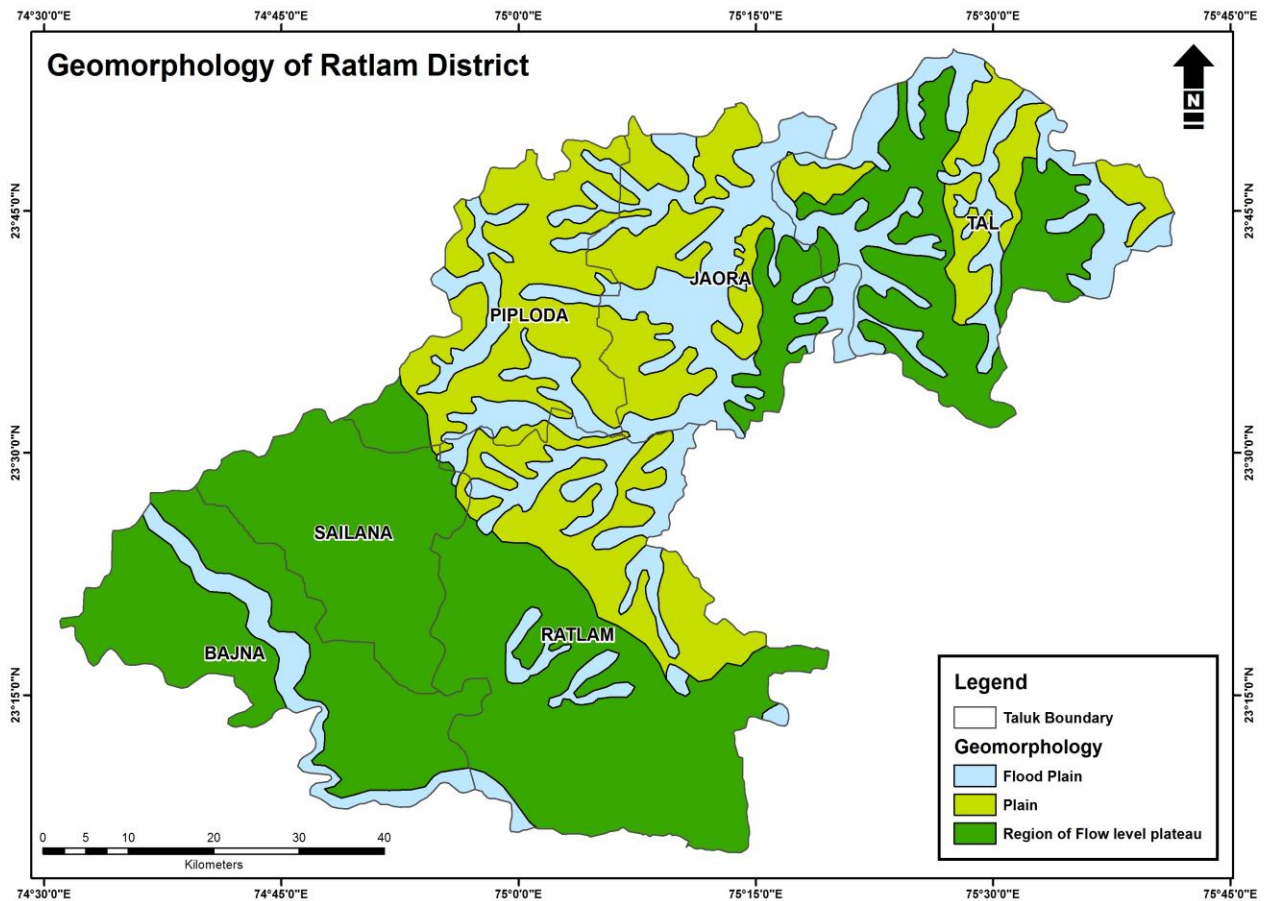 74°30'0"E 74°45'0"E 75°0'0"E 75°15'0"E 75°30'0"E 75°45'0"E
Geomorphology of Ratlam District
N
23°45'0"N 23°45'0"N
TAL
JAORA
PIPLODA
23°30'0"N 23°30'0"N
SAILANA
RATLAM
BAJNA
23°15'0"N 23°15'0"N
Legend
Taluk Boundary
Geomorphology
Flood Plain
Plain
Region of Flow level plateau
0 5 10 20 30 40
Kilometers
74°30'0"E 74°45'0"E 75°0'0"E 75°15'0"E 75°30'0"E 75°45'0"E